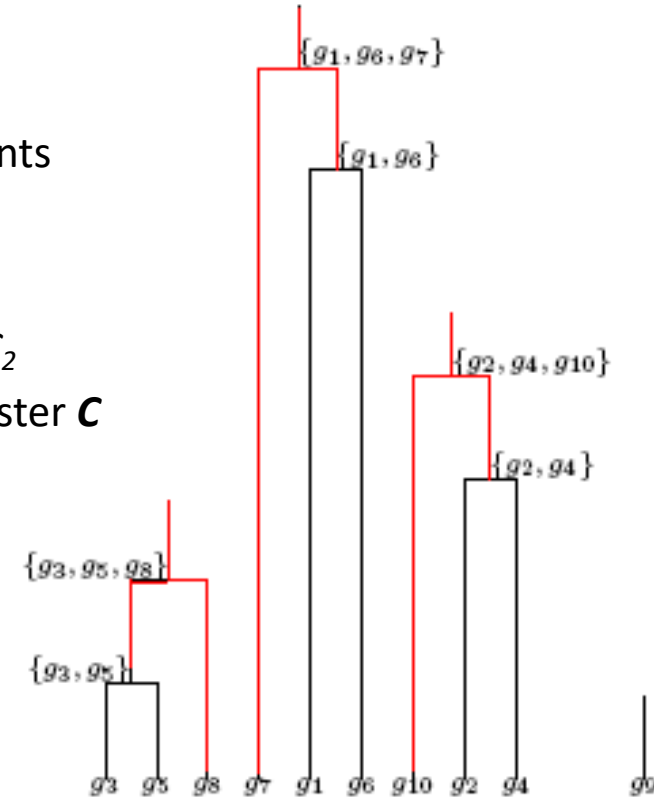 {g1, g6, g7}
nts
{g1, g6}
2
{g2, g4, g10}
ster C
{g2, g4}
{g3, g5, g8}
{g3, g5}
g3 g5 g8 g7 g1 g6 g10 g2 g4 g9